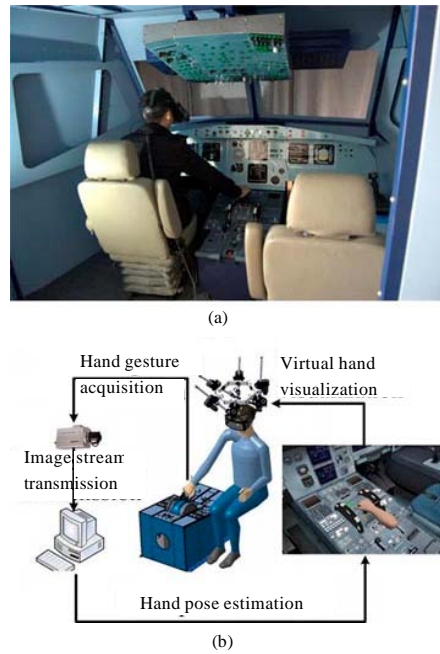 (a)
Hand gesture
acquisition
Virtual hand
visualization
Image stream
transmission
Hand pose estimation
(b)